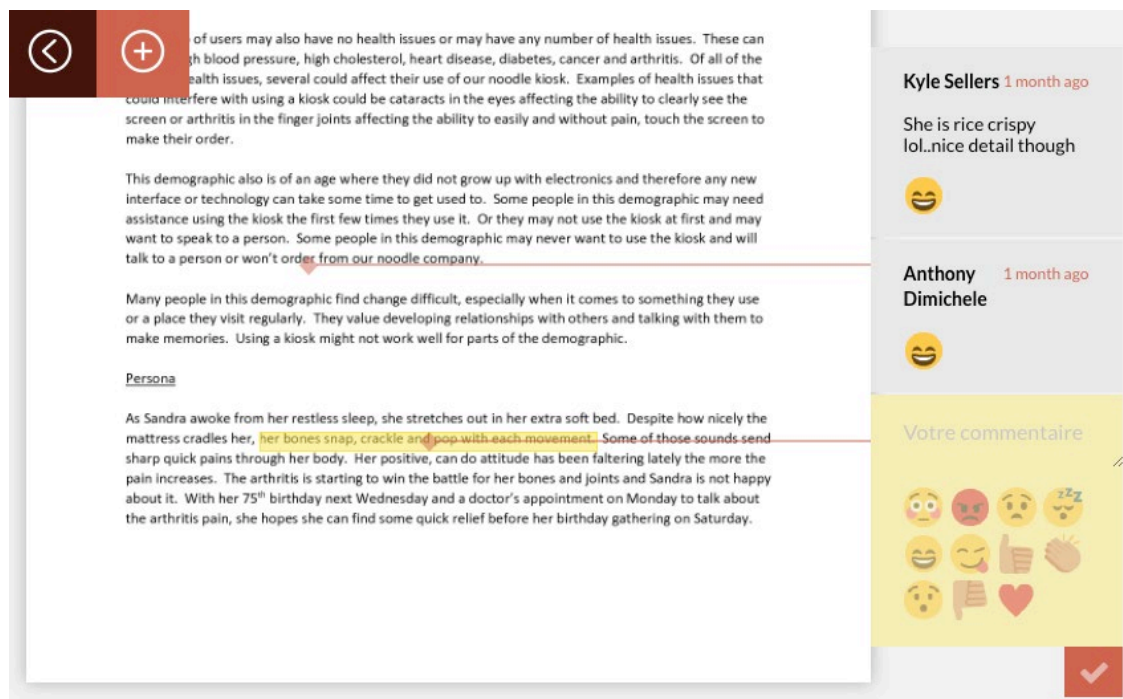 of users may also have no health issues or may have any number of health issues. These can
blood pressure, high cholesterol, heart disease, diabetes, cancer and arthritis. Of all of the
issues, several could affect their use of our noodle kiosk. Examples of health issues that
could interfere with using a kiosk could be cataracts in the eyes affecting the ability to clearly see the
screen or arthritis in the finger joints affecting the ability to easily and without pain, touch the screen to
make their order.
This demographic also is of an age where they did not grow up with electronics and therefore any new
interface or technology can take some time to get used to. Some people in this demographic may need
assistance using the kiosk the first few times they use it. Or they may not use the kiosk at first and may
want to speak to a person. Some people in this demographic may never want to use the kiosk and will
talk to a person or won't order from our noodle company.
Many people in this demographic find change difficult, especially when it comes to something they use
or a place they visit regularly. They value developing relationships with others and talking with them to
make memories. Using a kiosk might not work well for parts of the demographic.
Persona
As Sandra awoke from her restless sleep, she stretches out in her extra soft bed. Despite how nicely the
mattress cradles her, her bones snap, crackle and pop with each movement. Some of those sounds send
sharp quick pains through her body. Her positive, can do attitude has been faltering lately the more the
pain increases. The arthritis is starting to win the battle for her bones and joints and Sandra is not happy
about it. With her 75th birthday next Wednesday and a doctor's appointment on Monday to talk about
the arthritis pain, she hopes she can find some quick relief before her birthday gathering on Saturday.
Kyle Sellers 1 month ago
She is rice crispy
lol..nice detail though
Anthony 1 month ago
Dimichele
Votre commentaire